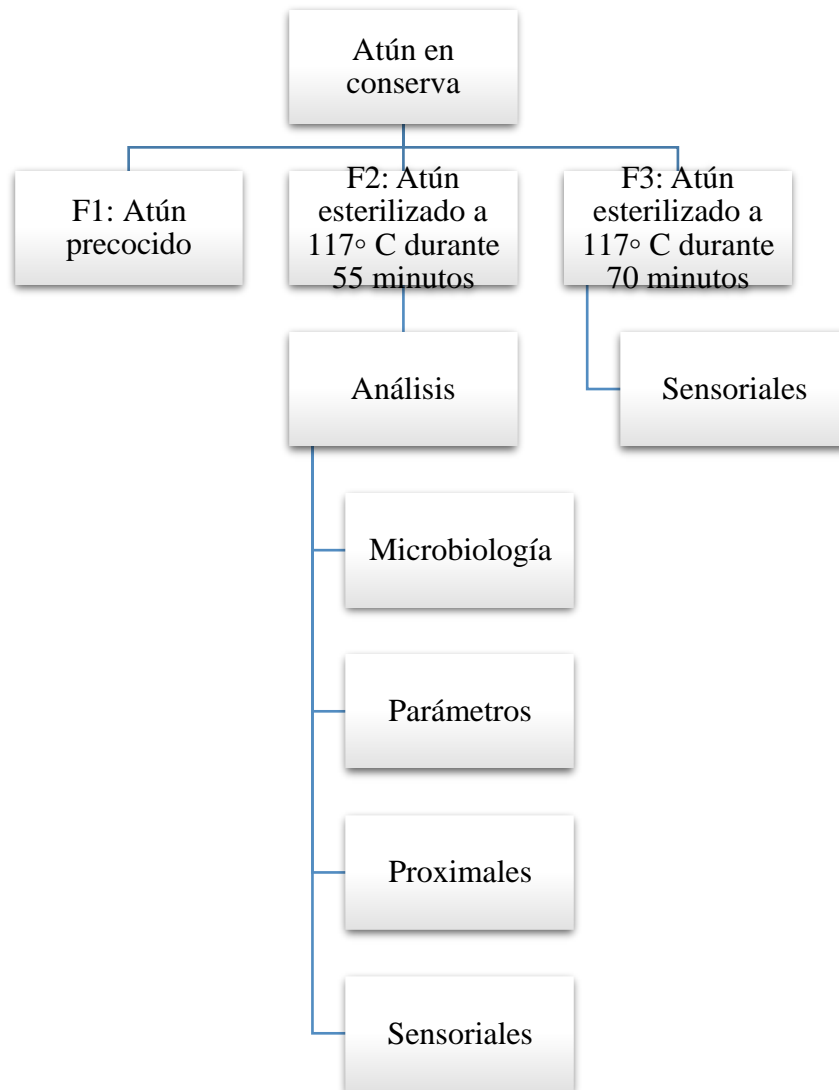 Atún en
conserva
F1: Atún
precocido
F2: Atún
esterilizado a
117◦ C durante
55 minutos
F3: Atún
esterilizado a
117◦ C durante
70 minutos
Análisis
Sensoriales
Microbiología
Parámetros
Proximales
Sensoriales